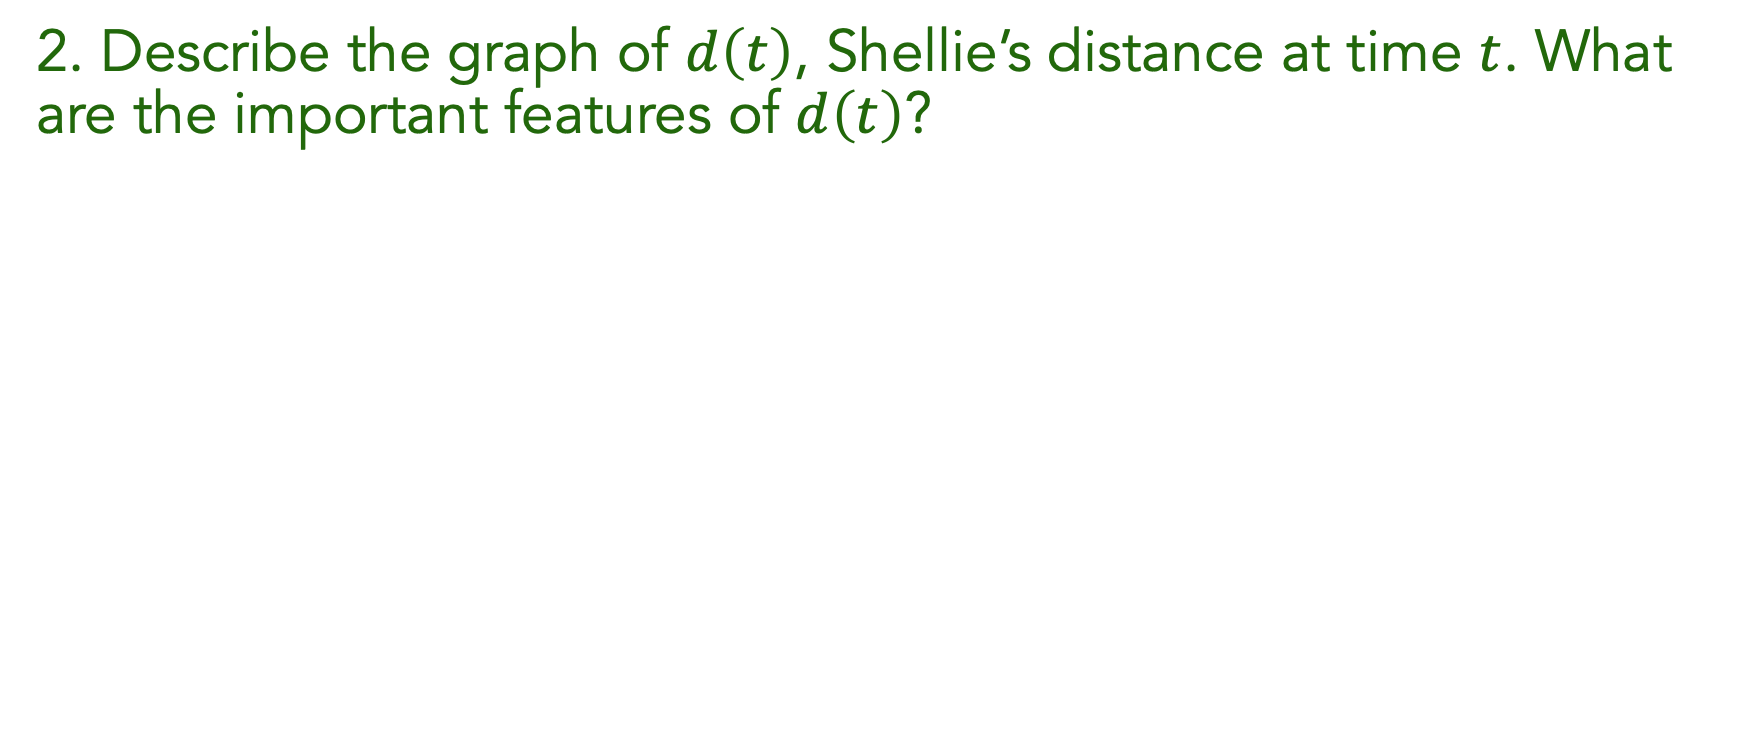 2. Describe the graph of d(t), Shellie’s distance at time t. What
are the important features of d(t)?